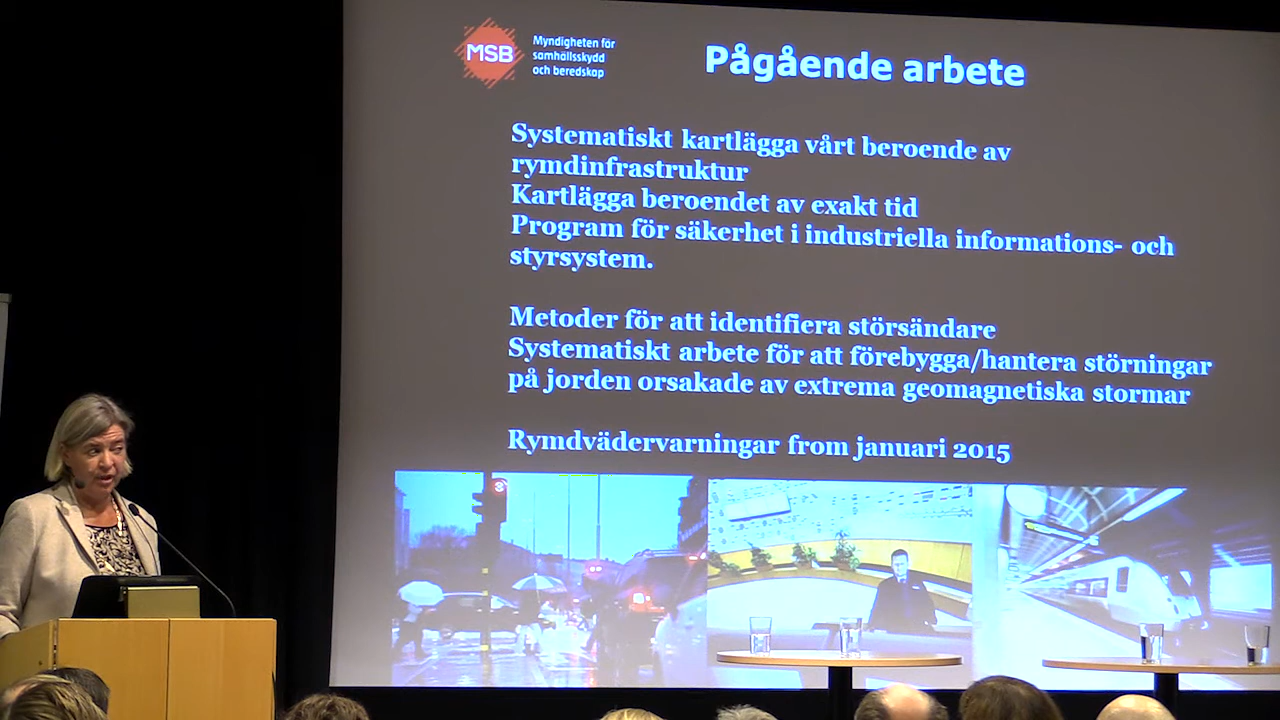 MSB
Myndigheten för
samhällsskydd
och beredskap
Pågående arbete
Systematiskt kartlägga vårt beroende av
rymdinfrastruktur
Kartlägga beroendet av exakt tid
Program för säkerhet i industriella informations- och
styrsystem.
Metoder för att identifiera störsändare
Systematiskt arbete för att förebygga/hantera störningar
på jorden orsakade av extrema geomagnetiska stormar
Rymdvädervarningar from januari 2015